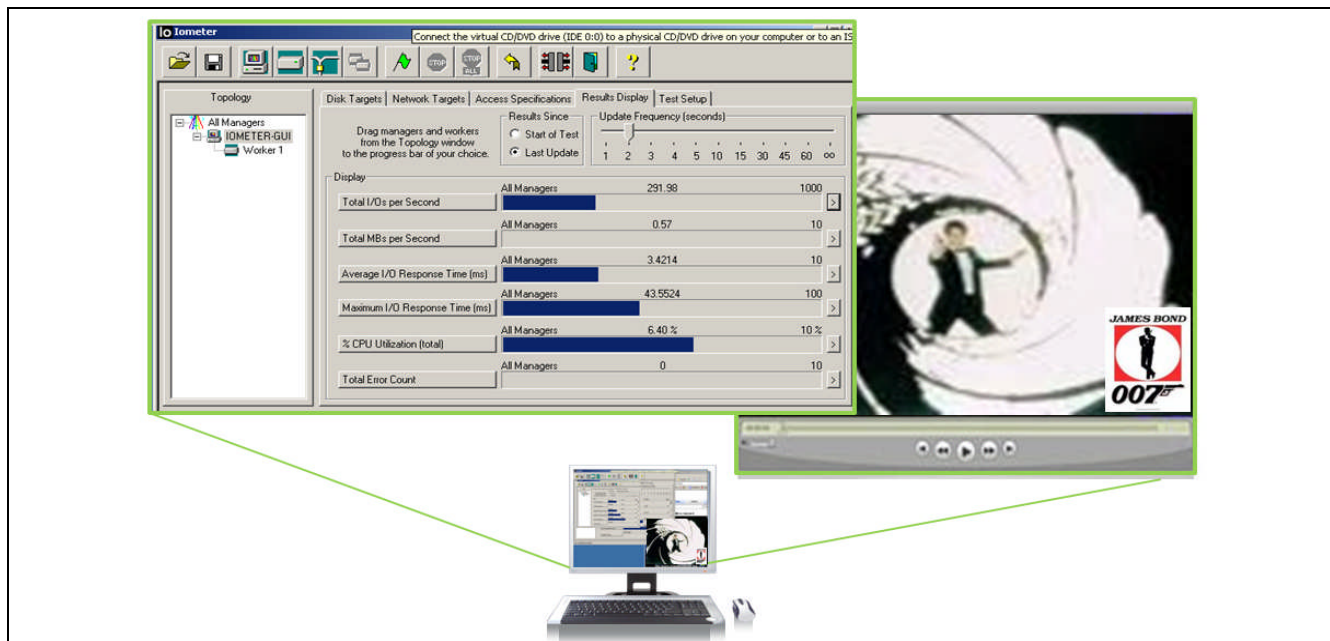 Iometer
Connect the virtual CD/DVD drive (IDE 0:0) to a physical CD/DVD drive on your computer or to an IS
STOP
STOP
ALL
Topology
All Managers
IOMETER-GUI
Worker 1
Disk Targets
Network Targets
Access Specifications
Results Display
Test Setup
Drag managers and workers
from the Topology window
to the progress bar of your choice.
Results Since
Start of Test
Last Update
Update Frequency (seconds)
1 2 3 4 5 10 15 30 45 60 ∞
Display
All Managers 291.98 1000
Total I/Os per Second
All Managers 0.57 10
Total MBs per Second
All Managers 3.4214 10
Average I/O Response Time (ms)
All Managers 43.5524 100
Maximum I/O Response Time (ms)
All Managers 6.40 % 10 %
% CPU Utilization (total)
All Managers 0 10
Total Error Count
JAMES BOND
007